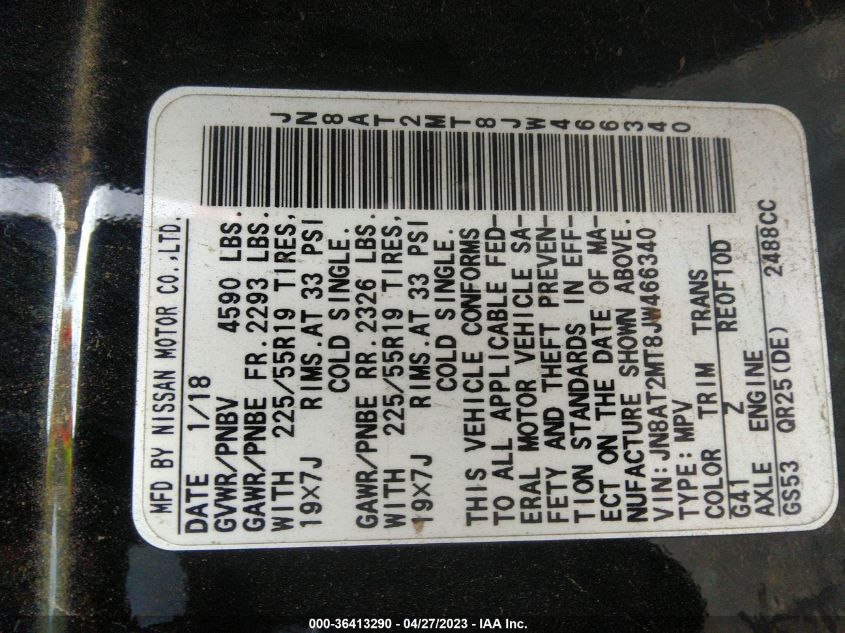 JN8AT2MT8JW466340
MFD BY NISSAN MOTOR CO.,LTD.
DATE 1/18
GVWR/PNBV 4590 LBS.
GAWR/PNBE FR. 2293 LBS.
WITH 225/55R19 TIRES,
19×7J RIMS.AT 33 PSI
COLD SINGLE.
GAWR/PNBE RR. 2326 LBS.
WITH 225/55R19 TIRES,
19×7J RIMS.AT 33 PSI
COLD SINGLE.
THIS VEHICLE CONFORMS
TO ALL APPLICABLE FED-
ERAL MOTOR VEHICLE SA-
FETY AND THEFT PREVEN-
TION STANDARDS IN EFF-
ECT ON THE DATE OF MA-
NUFACTURE SHOWN ABOVE.
VIN: JN8AT2MT8JW466340
TYPE: MPV
COLOR TRIM TRANS
G41 Z RE0F10D
AXLE ENGINE
GS53 QR25(DE) 2488CC
000-36413290 - 04/27/2023 - IAA Inc.